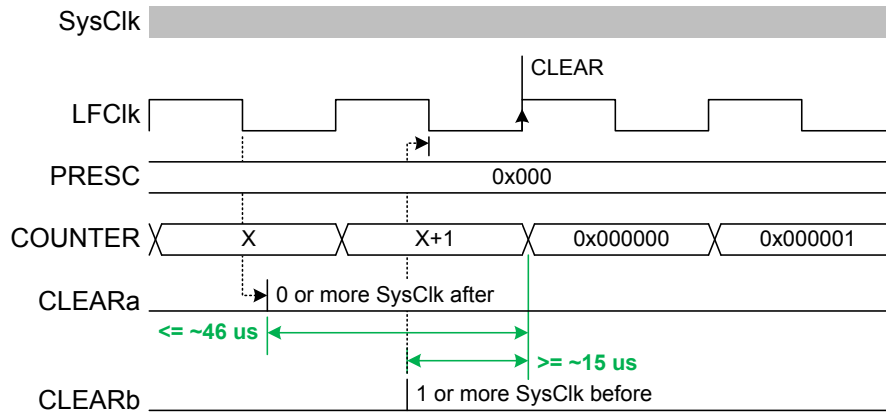 SysClk
CLEAR
LFClk
PRESC
0x000
COUNTER
X
X+1
0x000000
0x000001
CLEARa
0 or more SysClk after
<= ~46 us
>= ~15 us
CLEARb
1 or more SysClk before